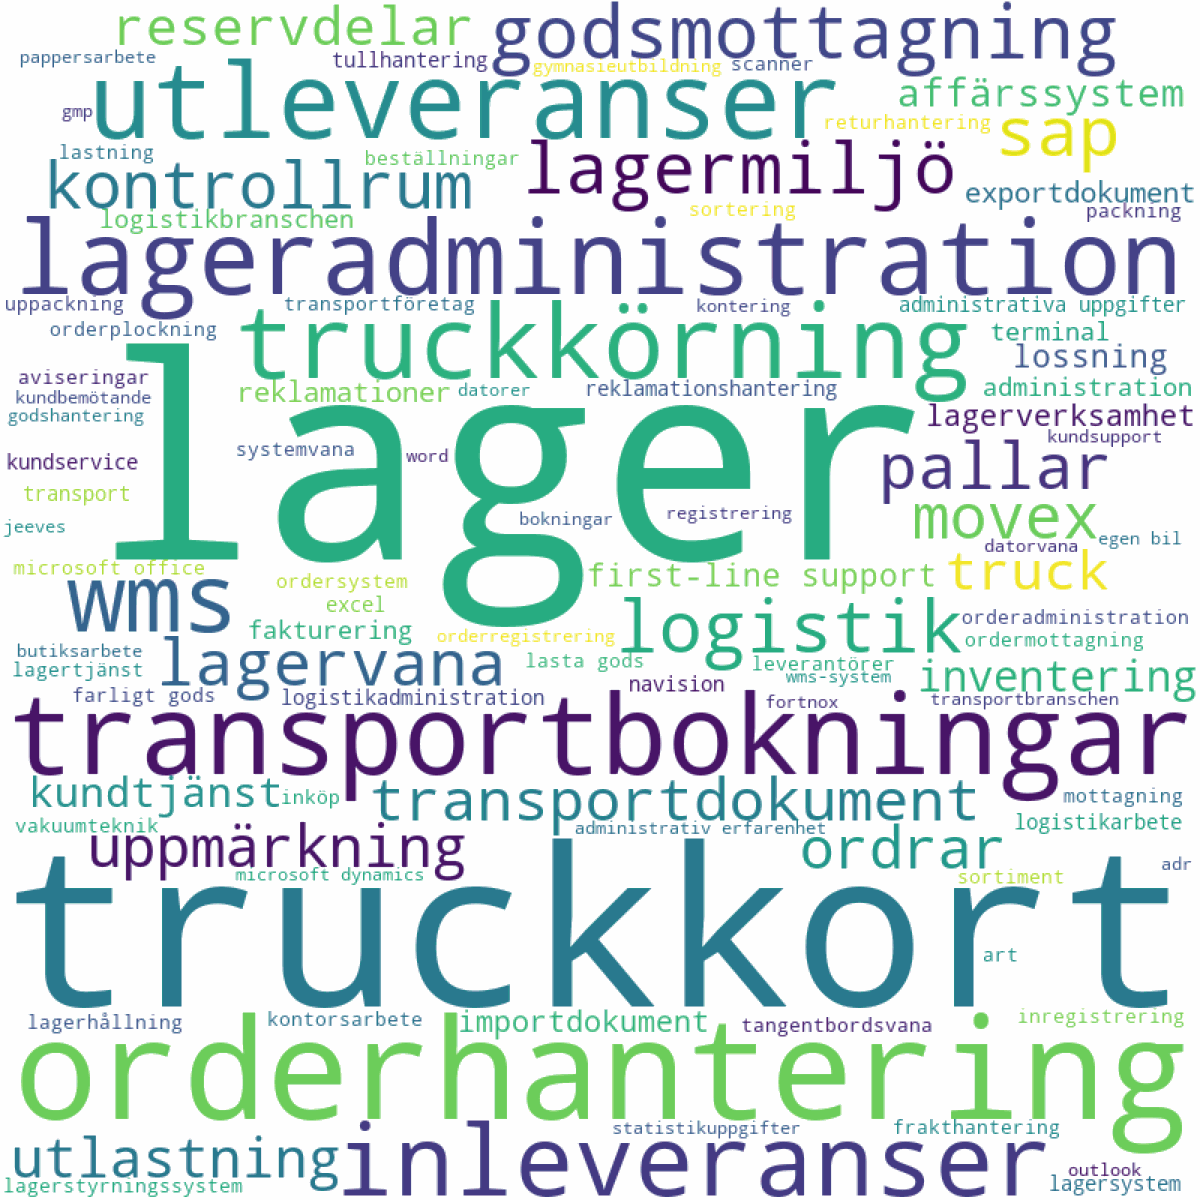 reservdelar
godsmottagning
pappersarbete
tullhantering
gymnasieutbildning
scanner
utleveranser
affärssystem
gmp
returhantering
sap
lastning
beställningar
lagermiljö
kontrollrum
exportdokument
logistikbranschen
sortering
packning
lageradministration
uppackning
transportföretag
kontering
administrativa uppgifter
orderplockning
truckkörning
terminal
lossning
aviseringar
reklamationer
datorer
reklamationshantering
administration
kundbemötande
godshantering
lager
lagerverksamhet
kundsupport
systemvana
word
kundservice
pallar
transport
bokningar
registrering
movex
jeeves
datorvana
egen bil
microsoft office
ordersystem
first-line support
truck
wms
excel
fakturering
orderregistrering
logistik
orderadministration
ordermottagning
butiksarbete
lagertjänst
lagervana
lasta gods
leverantörer
wms-system
inventering
farligt gods
logistikadministration
navision
fortnox
transportbranschen
transportbokningar
kundtjänst
inköp
transportdokument
mottagning
logistikarbete
vakuumteknik
uppmärkning
administrativ erfarenhet
ordrar
adr
microsoft dynamics
sortiment
truckkort
art
lagerhållning
kontorsarbete
importdokument
tangentbordsvana
inregistrering
orderhantering
statistikuppgifter
frakthantering
utlastning
inleveranser
outlook
lagerstyrningssystem
lagersystem